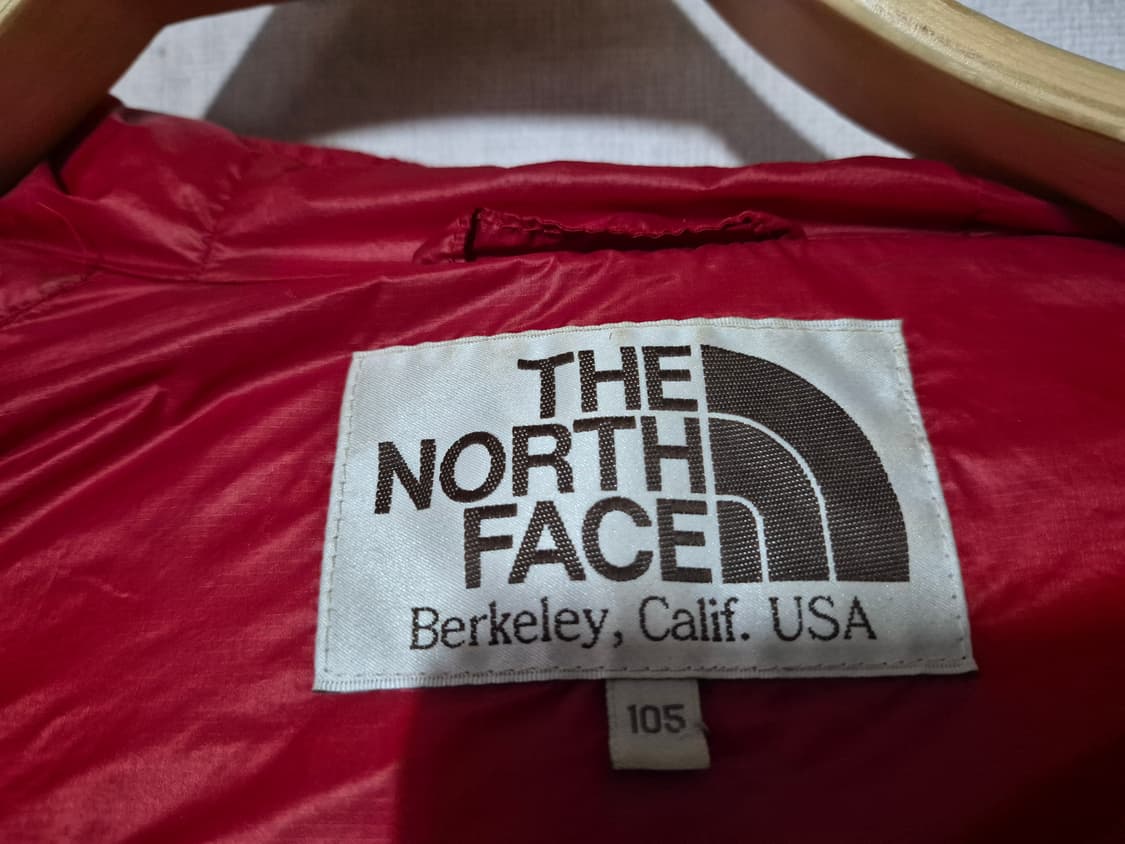 THE
NORTH
FACE
Berkeley, Calif. USA
105